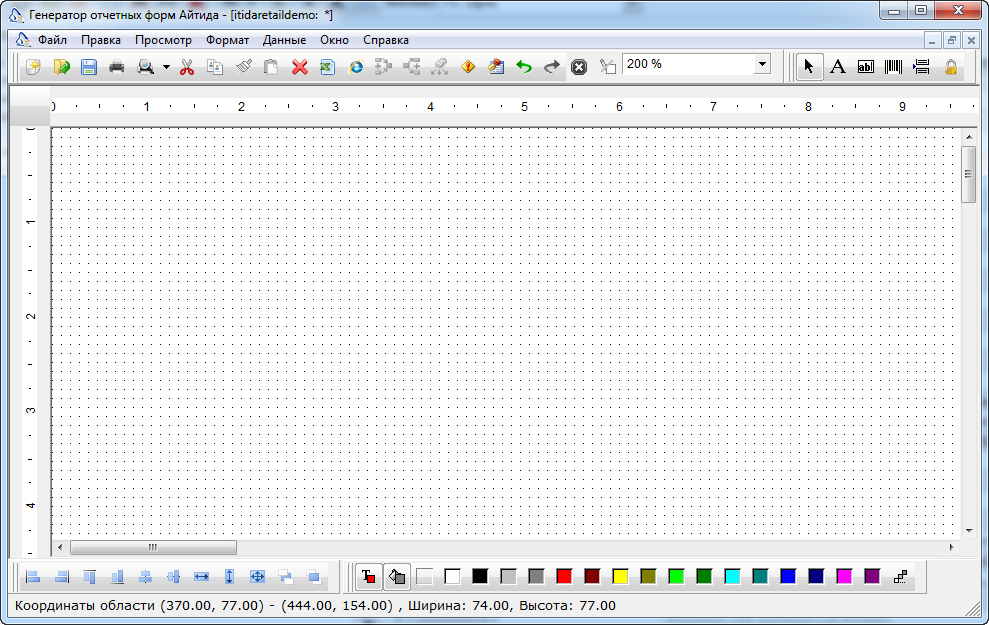 Генератор отчетных форм Айтида - [itidaretaildemo: *]
Файл Правка Просмотр Формат Данные Окно Справка
200 %
A ab|
0 1 2 3 4 5 6 7 8 9
0
1
2
3
4
T
Координаты области (370.00, 77.00) - (444.00, 154.00) , Ширина: 74.00, Высота: 77.00